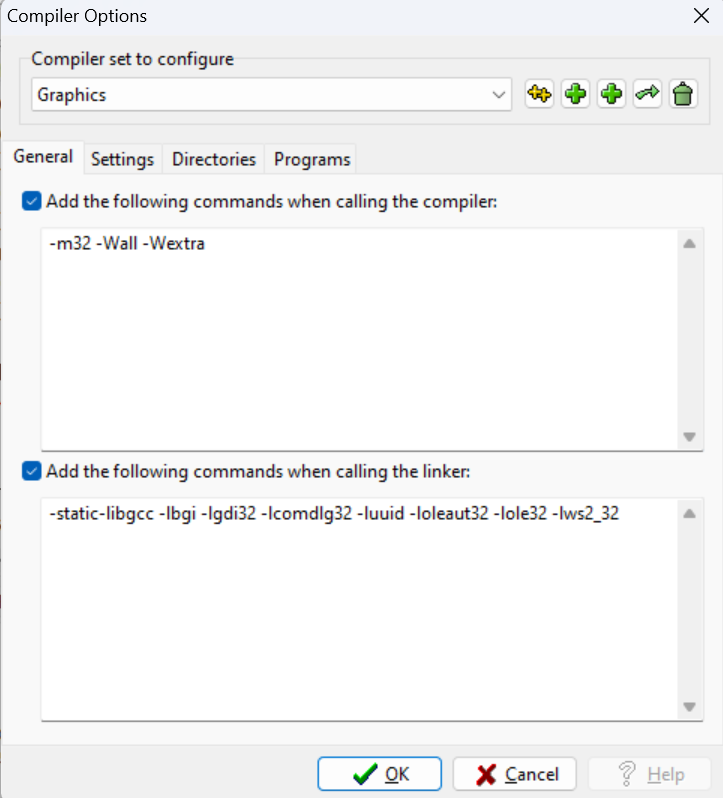 Compiler Options
Compiler set to configure
Graphics
General Settings Directories Programs
Add the following commands when calling the compiler:
-m32 -Wall -Wextra
Add the following commands when calling the linker:
-static-libgcc -lbgi -lgdi32 -lcomdlg32 -luuid -loleaut32 -lole32 -lws2_32
OK Cancel Help